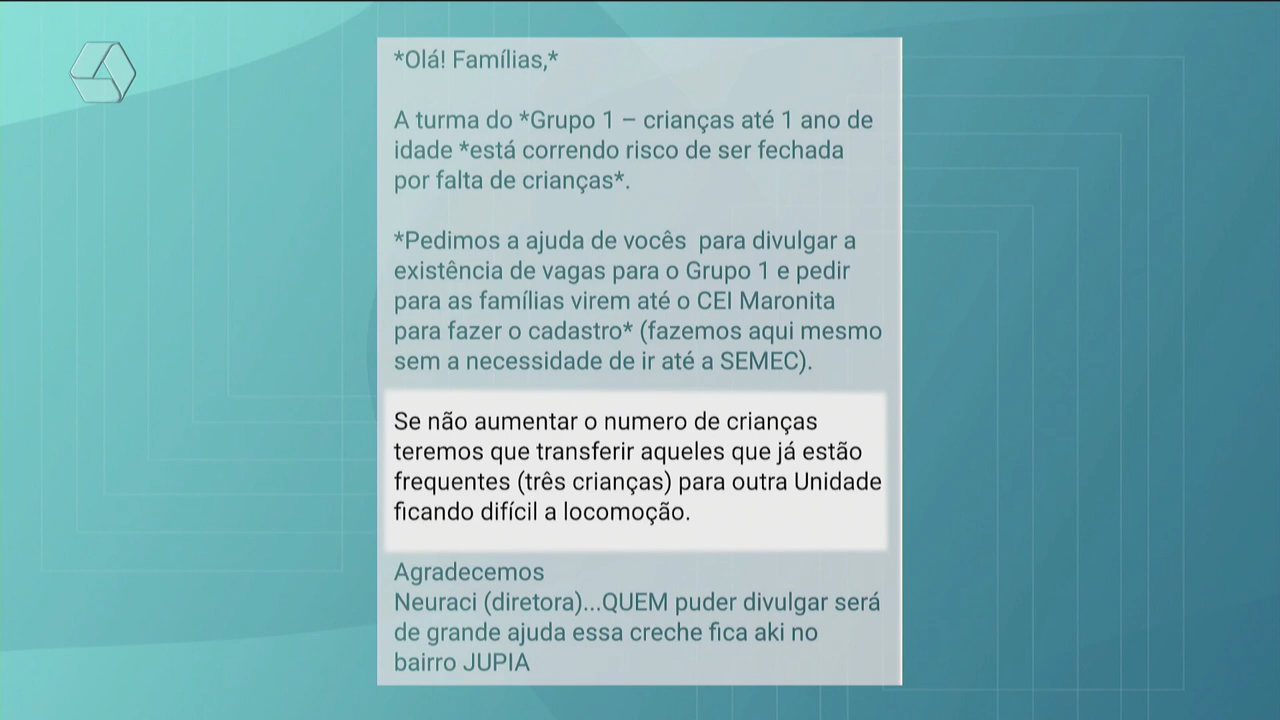 *Olá! Famílias,*
A turma do *Grupo 1 – crianças até 1 ano de
idade *está correndo risco de ser fechada
por falta de crianças*.
*Pedimos a ajuda de vocês  para divulgar a
existência de vagas para o Grupo 1 e pedir
para as famílias virem até o CEI Maronita
para fazer o cadastro* (fazemos aqui mesmo
sem a necessidade de ir até a SEMEC).
Se não aumentar o numero de crianças
teremos que transferir aqueles que já estão
frequentes (três crianças) para outra Unidade
ficando difícil a locomoção.
Agradecemos
Neuraci (diretora)...QUEM puder divulgar será
de grande ajuda essa creche fica aki no
bairro JUPIA